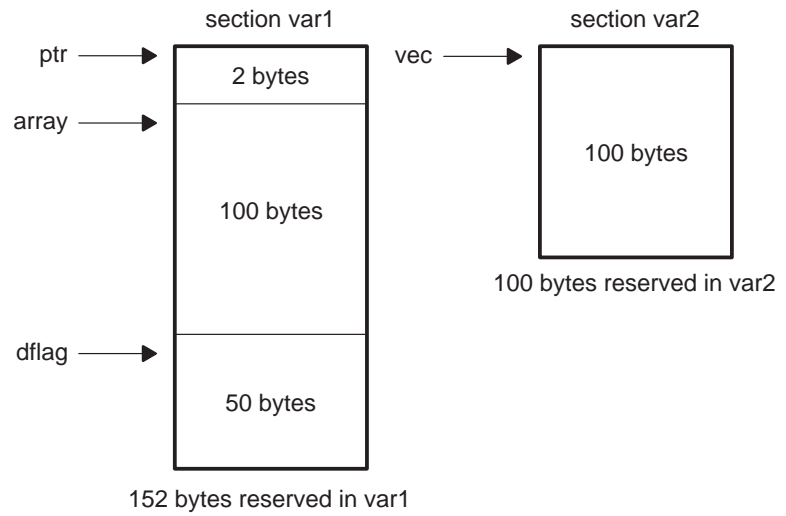 section var1
ptr
2 bytes
array
100 bytes
dflag
50 bytes
152 bytes reserved in var1
section var2
vec
100 bytes
100 bytes reserved in var2